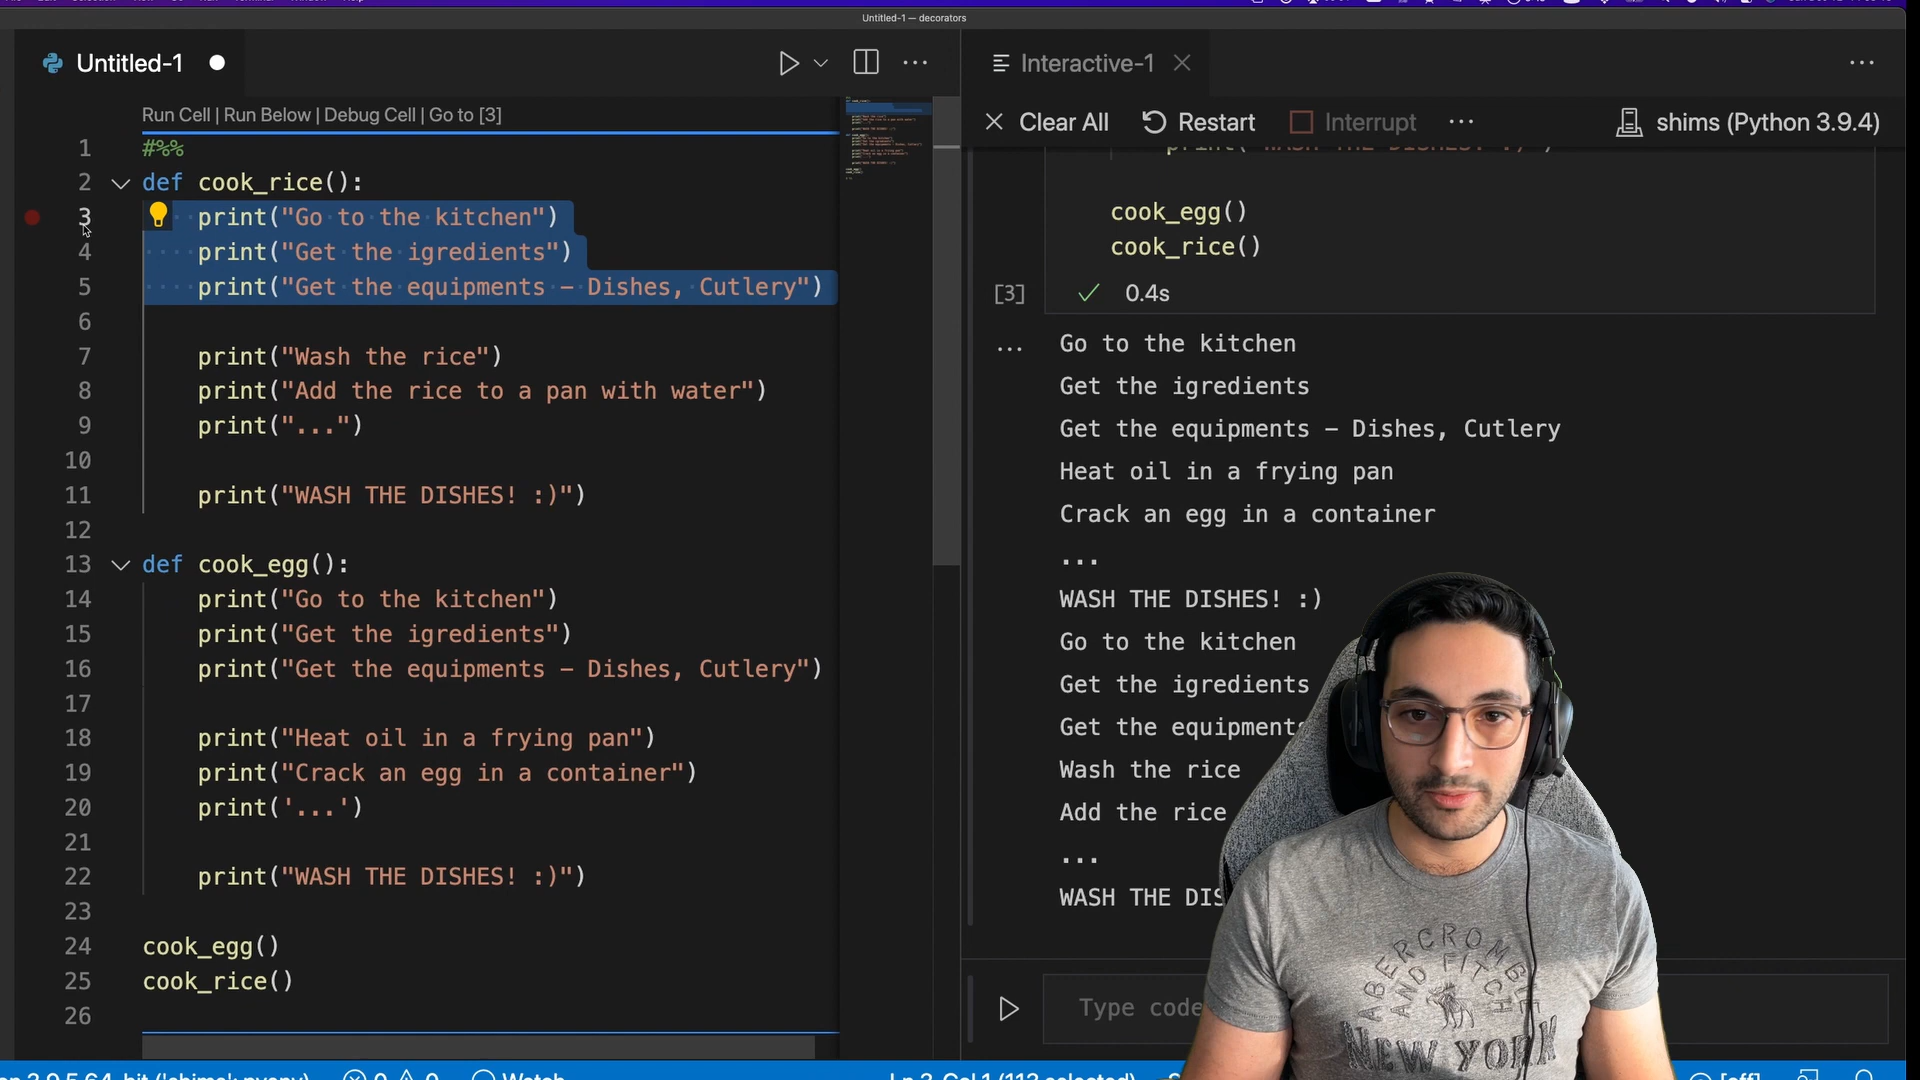 Untitled-1 — decorators
Untitled-1
Run Cell | Run Below | Debug Cell | Go to [3]
1 #%%
2 def cook_rice():
3 print("Go to the kitchen")
4 print("Get the igredients")
5 print("Get the equipments – Dishes, Cutlery")
6
7 print("Wash the rice")
8 print("Add the rice to a pan with water")
9 print("...")
10
11 print("WASH THE DISHES! :)")
12
13 def cook_egg():
14 print("Go to the kitchen")
15 print("Get the igredients")
16 print("Get the equipments – Dishes, Cutlery")
17
18 print("Heat oil in a frying pan")
19 print("Crack an egg in a container")
20 print('...')
21
22 print("WASH THE DISHES! :)")
23
24 cook_egg()
25 cook_rice()
26
Interactive-1
Clear All Restart Interrupt ... shims (Python 3.9.4)
cook_egg()
cook_rice()
[3] 0.4s
... Go to the kitchen
Get the igredients
Get the equipments – Dishes, Cutlery
Heat oil in a frying pan
Crack an egg in a container
...
WASH THE DISHES! :)
Go to the kitchen
Get the igredients
Get the equipments
Wash the rice
Add the rice
...
WASH THE DIS
Type code
ABERCROMBIE
AND FITCH
NEW YORK